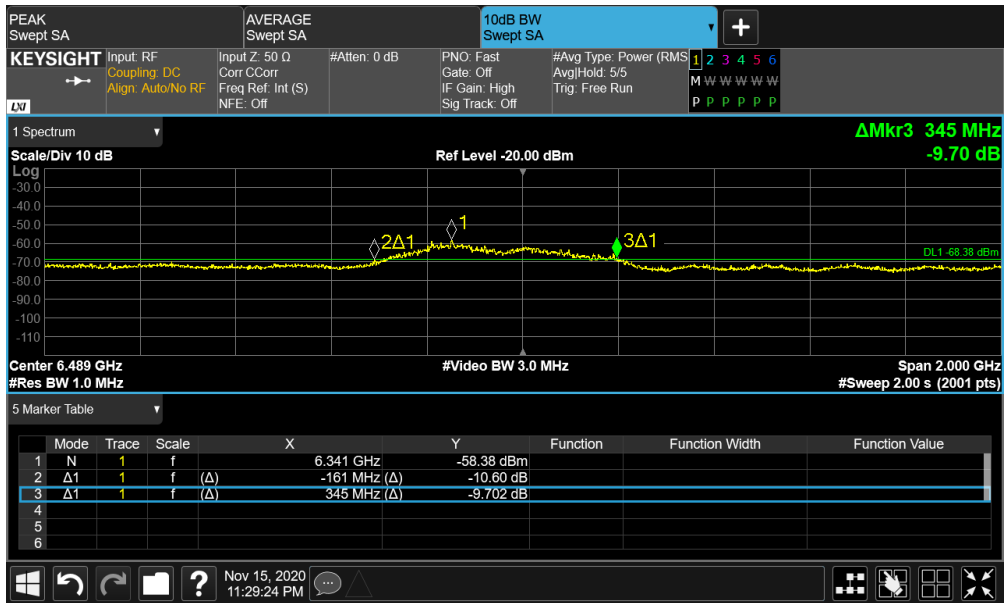 PEAK
Swept SA
AVERAGE
Swept SA
10dB BW
Swept SA
KEYSIGHT
LXI
Input: RF
Coupling: DC
Align: Auto/No RF
Input Z: 50 Ω
Corr CCorr
Freq Ref: Int (S)
NFE: Off
#Atten: 0 dB
PNO: Fast
Gate: Off
IF Gain: High
Sig Track: Off
#Avg Type: Power (RMS
Avg|Hold: 5/5
Trig: Free Run
1 2 3 4 5 6
M W W W W W
P P P P P P
1 Spectrum
ΔMkr3 345 MHz
-9.70 dB
Scale/Div 10 dB
Ref Level -20.00 dBm
Log
-30.0
-40.0
-50.0
-60.0
-70.0
-80.0
-90.0
-100
-110
1
2Δ1
3Δ1
DL1 -68.38 dBm
Center 6.489 GHz
#Video BW 3.0 MHz
Span 2.000 GHz
#Res BW 1.0 MHz
#Sweep 2.00 s (2001 pts)
5 Marker Table
Mode Trace Scale X Y Function Function Width Function Value
1 N 1 f 6.341 GHz -58.38 dBm
2 Δ1 1 f (Δ) -161 MHz (Δ) -10.60 dB
3 Δ1 1 f (Δ) 345 MHz (Δ) -9.702 dB
4
5
6
Nov 15, 2020
11:29:24 PM